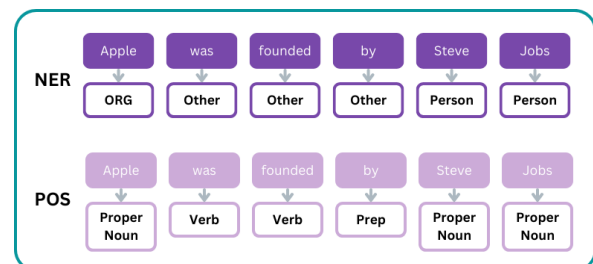 Apple was founded by Steve Jobs
NER
ORG Other Other Other Person Person
Apple was founded by Steve Jobs
POS
Proper Noun Verb Verb Prep Proper Noun Proper Noun